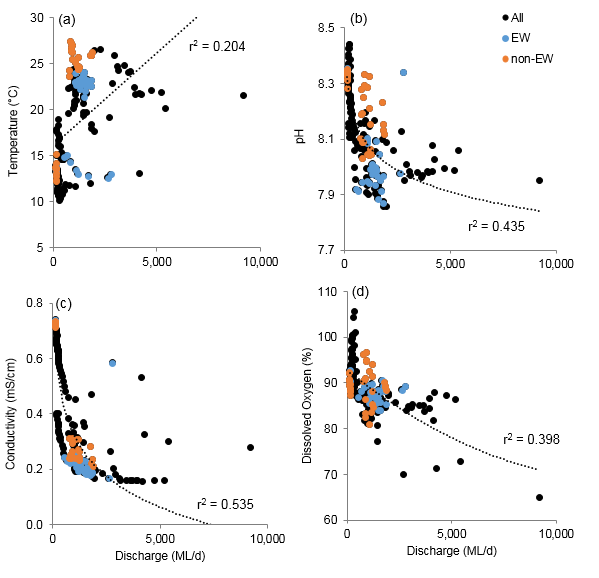 (a)
30
25
20
15
10
5
0
5,000
10,000
Temperature (°C)
r² = 0.204
(b)
All
EW
non-EW
8.5
8.3
8.1
7.9
7.7
0
5,000
10,000
pH
r² = 0.435
(c)
0.8
0.6
0.4
0.2
0.0
0
5,000
10,000
Conductivity (mS/cm)
Discharge (ML/d)
r² = 0.535
(d)
110
100
90
80
70
60
0
5,000
10,000
Dissolved Oxygen (%)
Discharge (ML/d)
r² = 0.398